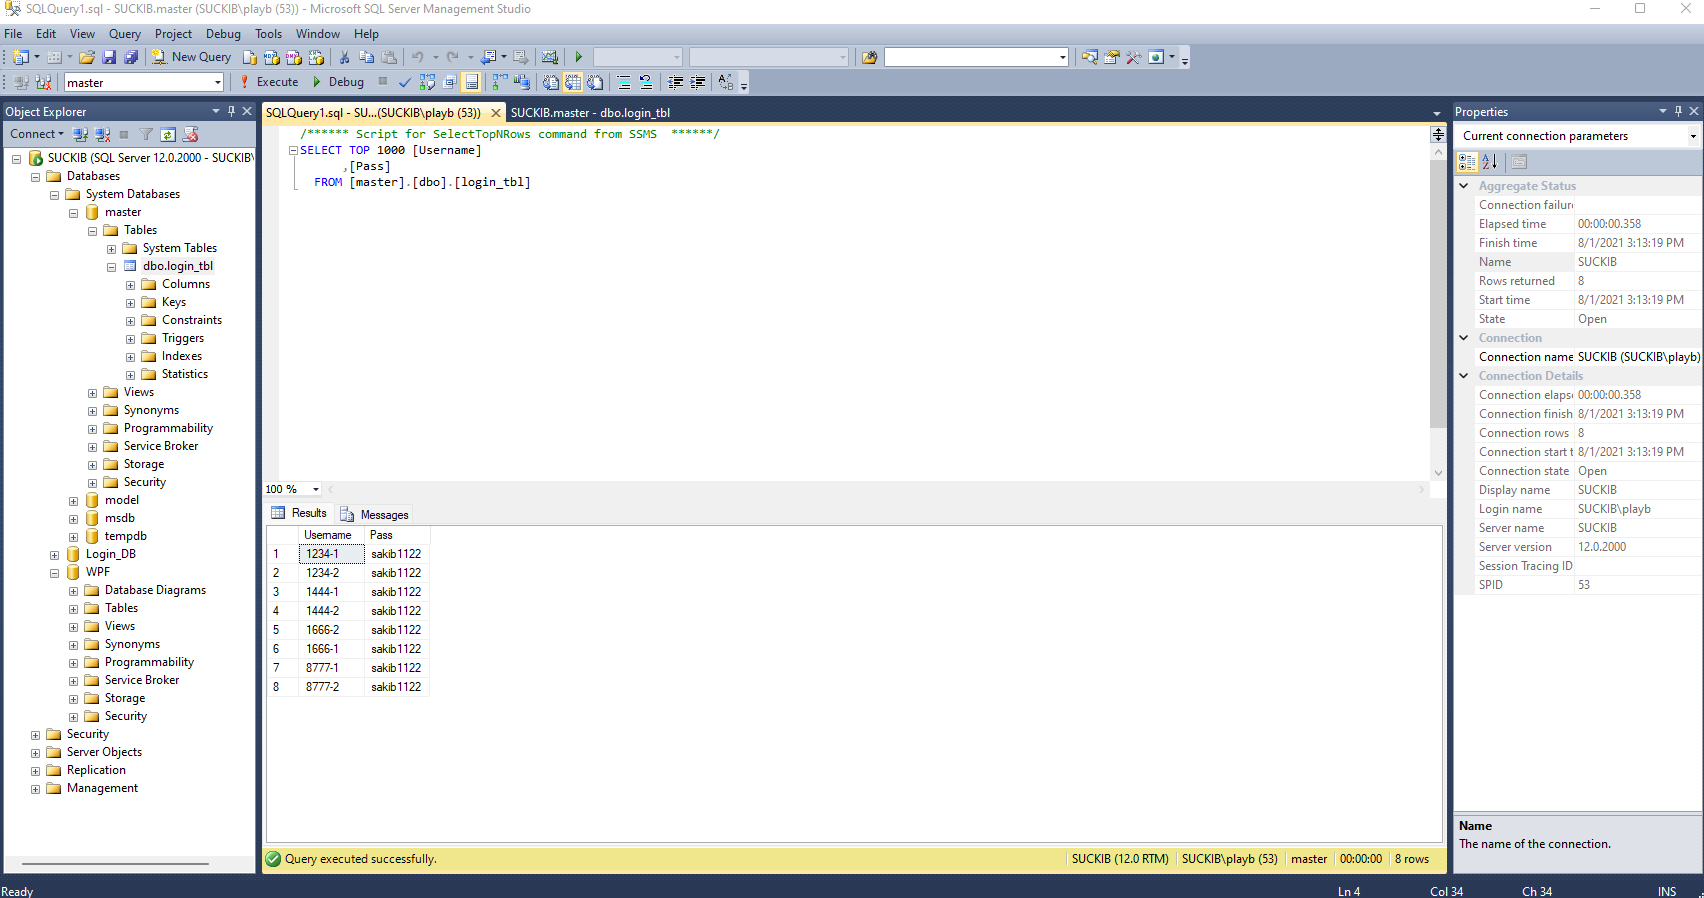 SQLQuery1.sql - SUCKIB.master (SUCKIB\playb (53)) - Microsoft SQL Server Management Studio
File Edit View Query Project Debug Tools Window Help
New Query
master Execute Debug
Object Explorer
Connect
SUCKIB (SQL Server 12.0.2000 - SUCKIB\
Databases
System Databases
master
Tables
System Tables
dbo.login_tbl
Columns
Keys
Constraints
Triggers
Indexes
Statistics
Views
Synonyms
Programmability
Service Broker
Storage
Security
model
msdb
tempdb
Login_DB
WPF
Database Diagrams
Tables
Views
Synonyms
Programmability
Service Broker
Storage
Security
Security
Server Objects
Replication
Management
SQLQuery1.sql - SU...(SUCKIB\playb (53)) SUCKIB.master - dbo.login_tbl
/****** Script for SelectTopNRows command from SSMS  ******/
SELECT TOP 1000 [Username]
,[Pass]
FROM [master].[dbo].[login_tbl]
100 %
Results Messages
Username Pass
1 1234-1 sakib1122
2 1234-2 sakib1122
3 1444-1 sakib1122
4 1444-2 sakib1122
5 1666-2 sakib1122
6 1666-1 sakib1122
7 8777-1 sakib1122
8 8777-2 sakib1122
Query executed successfully. SUCKIB (12.0 RTM) SUCKIB\playb (53) master 00:00:00 8 rows
Properties
Current connection parameters
Aggregate Status
Connection failure
Elapsed time 00:00:00.358
Finish time 8/1/2021 3:13:19 PM
Name SUCKIB
Rows returned 8
Start time 8/1/2021 3:13:19 PM
State Open
Connection
Connection name SUCKIB (SUCKIB\playb)
Connection Details
Connection elaps 00:00:00.358
Connection finish 8/1/2021 3:13:19 PM
Connection rows 8
Connection start t 8/1/2021 3:13:19 PM
Connection state Open
Display name SUCKIB
Login name SUCKIB\playb
Server name SUCKIB
Server version 12.0.2000
Session Tracing ID
SPID 53
Name
The name of the connection.
Ready Ln 4 Col 34 Ch 34 INS